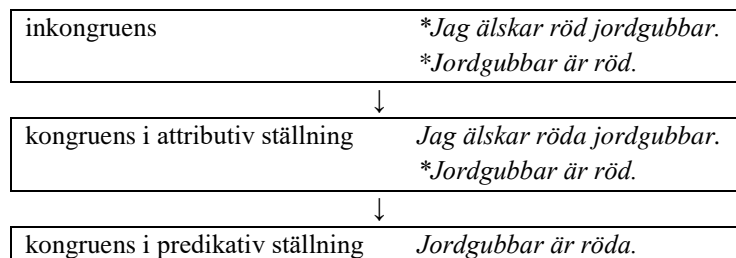 inkongruens *Jag älskar röd jordgubbar.
*Jordgubbar är röd.
↓
kongruens i attributiv ställning Jag älskar röda jordgubbar.
*Jordgubbar är röd.
↓
kongruens i predikativ ställning Jordgubbar är röda.